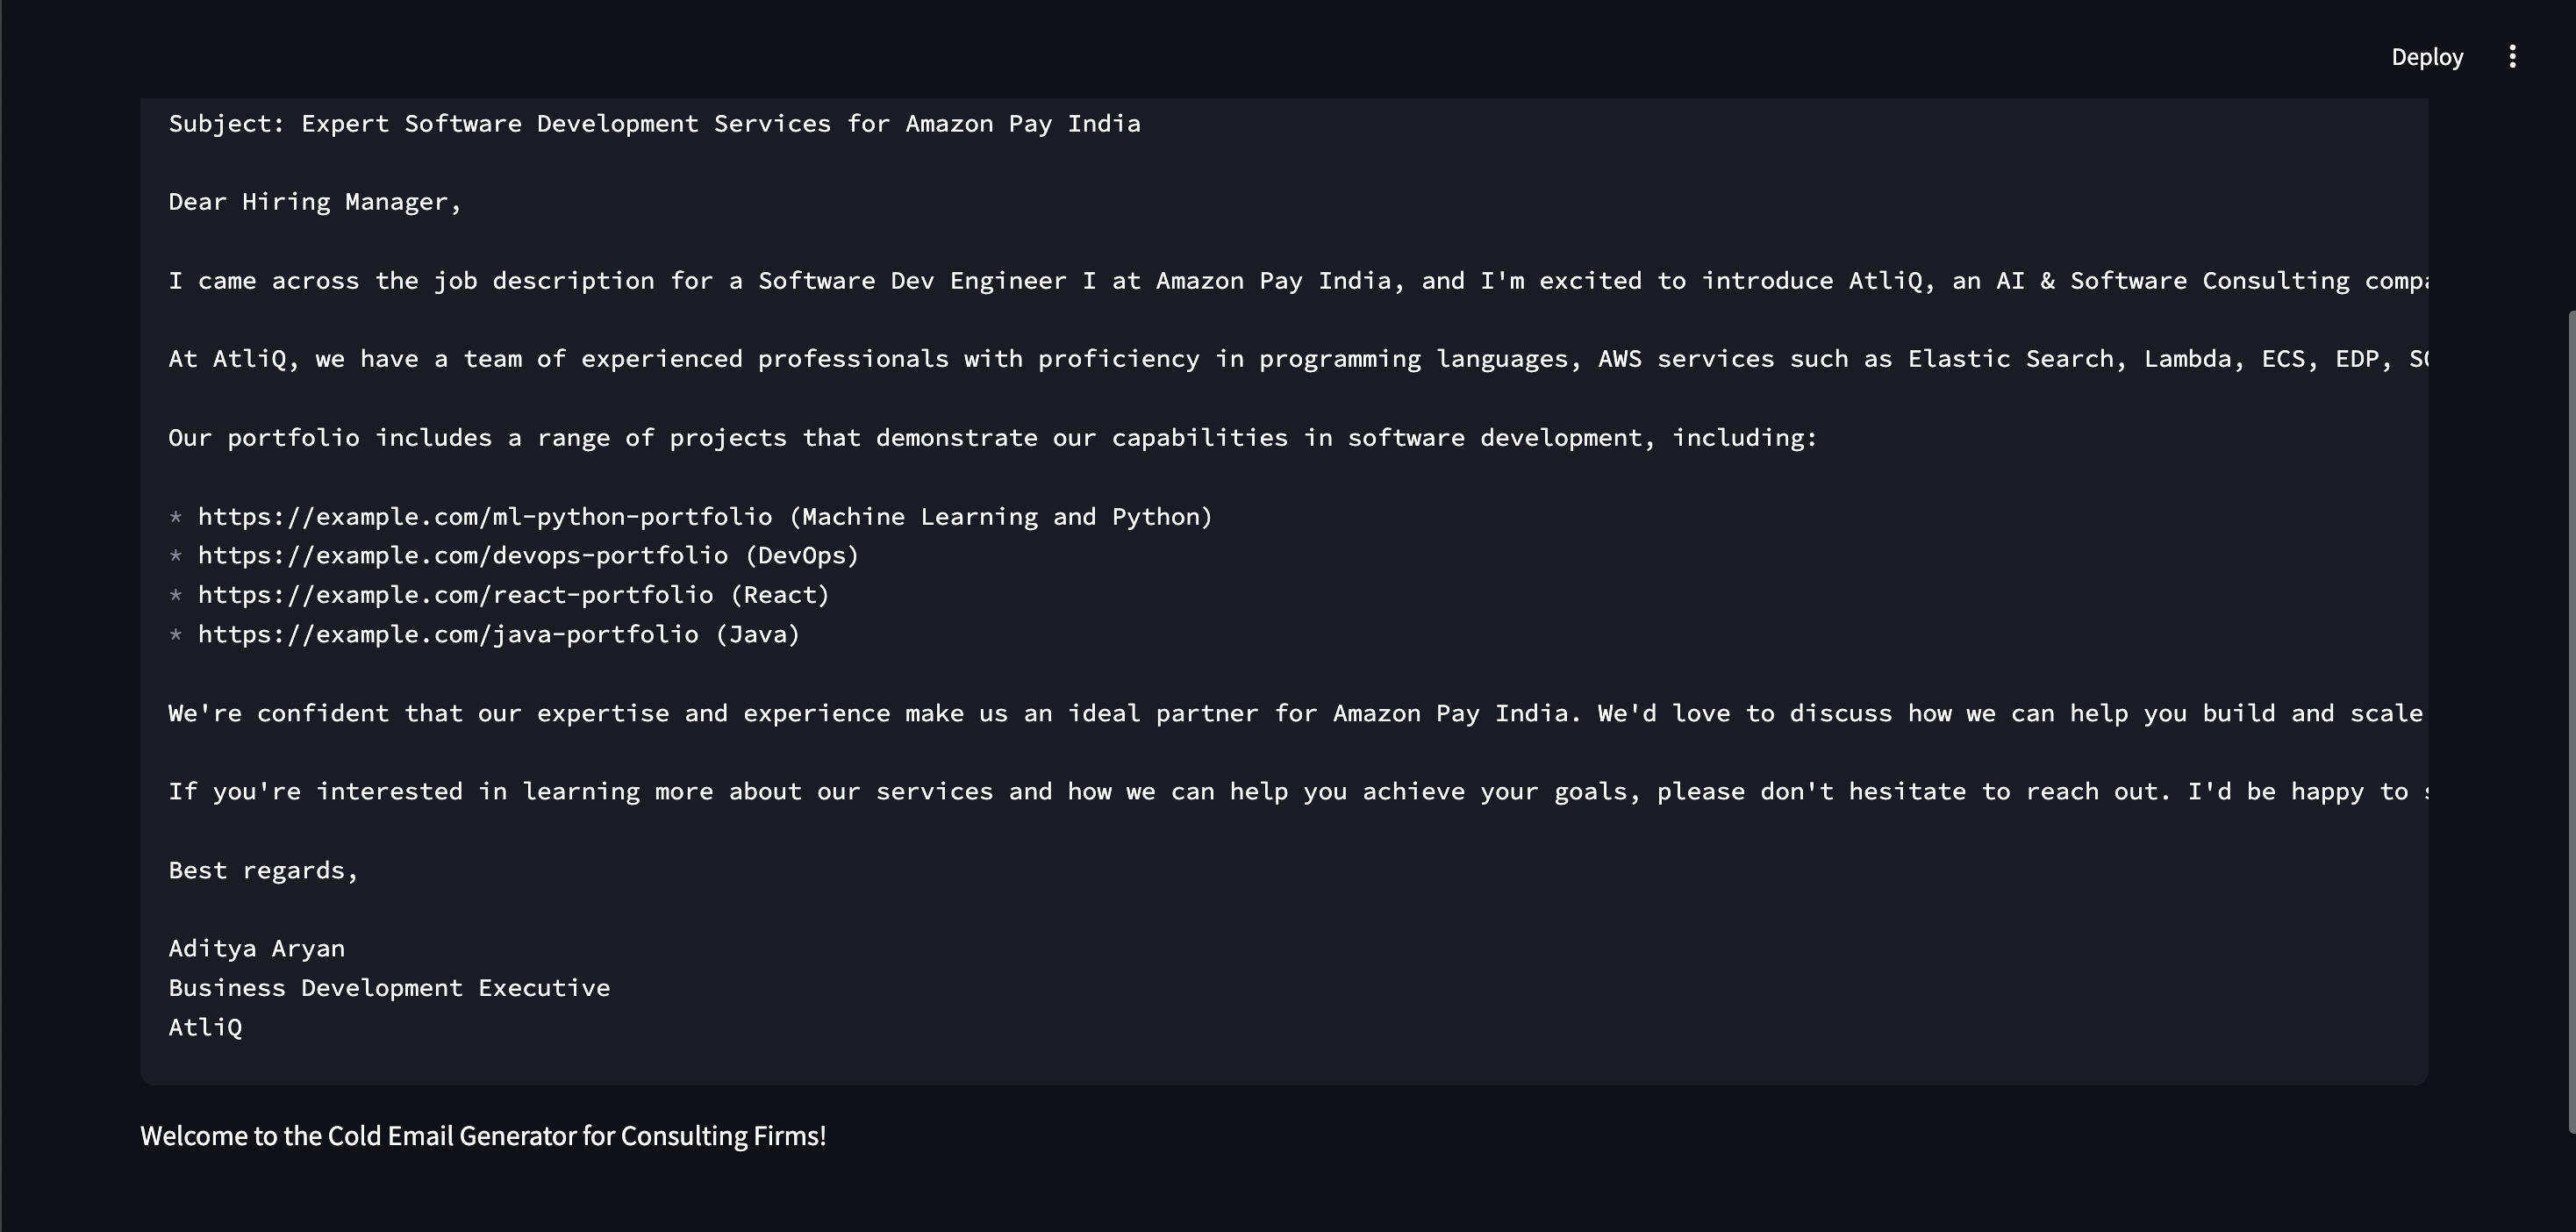 Deploy
Subject: Expert Software Development Services for Amazon Pay India
Dear Hiring Manager,
I came across the job description for a Software Dev Engineer I at Amazon Pay India, and I'm excited to introduce AtliQ, an AI & Software Consulting
At AtliQ, we have a team of experienced professionals with proficiency in programming languages, AWS services such as Elastic Search, Lambda, ECS, EDP,
Our portfolio includes a range of projects that demonstrate our capabilities in software development, including:
* https://example.com/ml-python-portfolio (Machine Learning and Python)
* https://example.com/devops-portfolio (DevOps)
* https://example.com/react-portfolio (React)
* https://example.com/java-portfolio (Java)
We're confident that our expertise and experience make us an ideal partner for Amazon Pay India. We'd love to discuss how we can help you build and scale
If you're interested in learning more about our services and how we can help you achieve your goals, please don't hesitate to reach out. I'd be happy to
Best regards,
Aditya Aryan
Business Development Executive
AtliQ
Welcome to the Cold Email Generator for Consulting Firms!